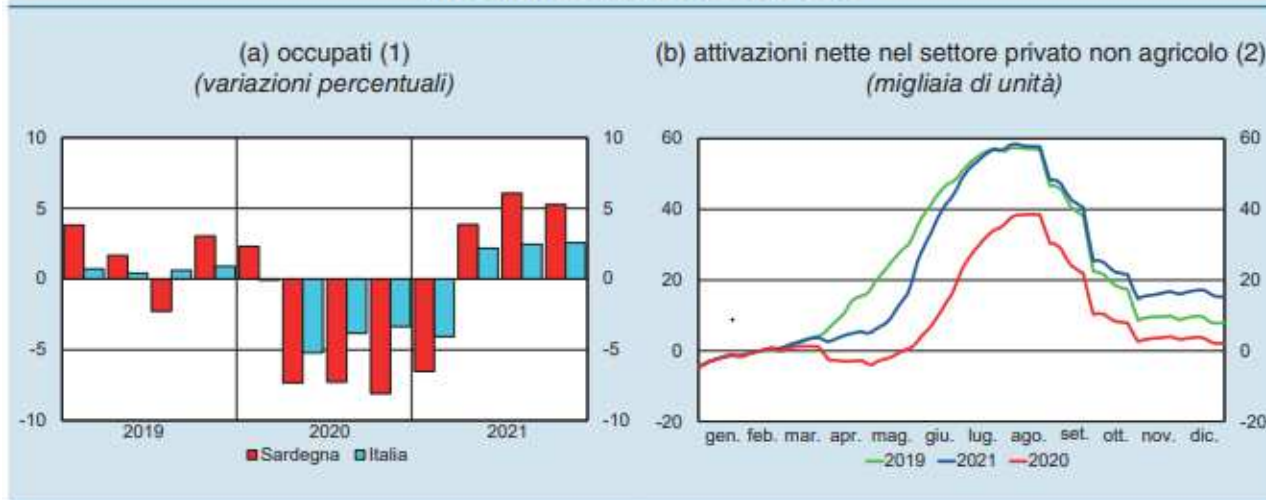 (a) occupati (1)
(variazioni percentuali)
10
5
0
-5
-10
10
5
0
-5
-10
2019
2020
2021
Sardegna
Italia
(b) attivazioni nette nel settore privato non agricolo (2)
(migliaia di unità)
60
40
20
0
-20
60
40
20
0
-20
gen. feb. mar. apr. mag. giu. lug. ago. set. ott. nov. dic.
2019 2021 2020